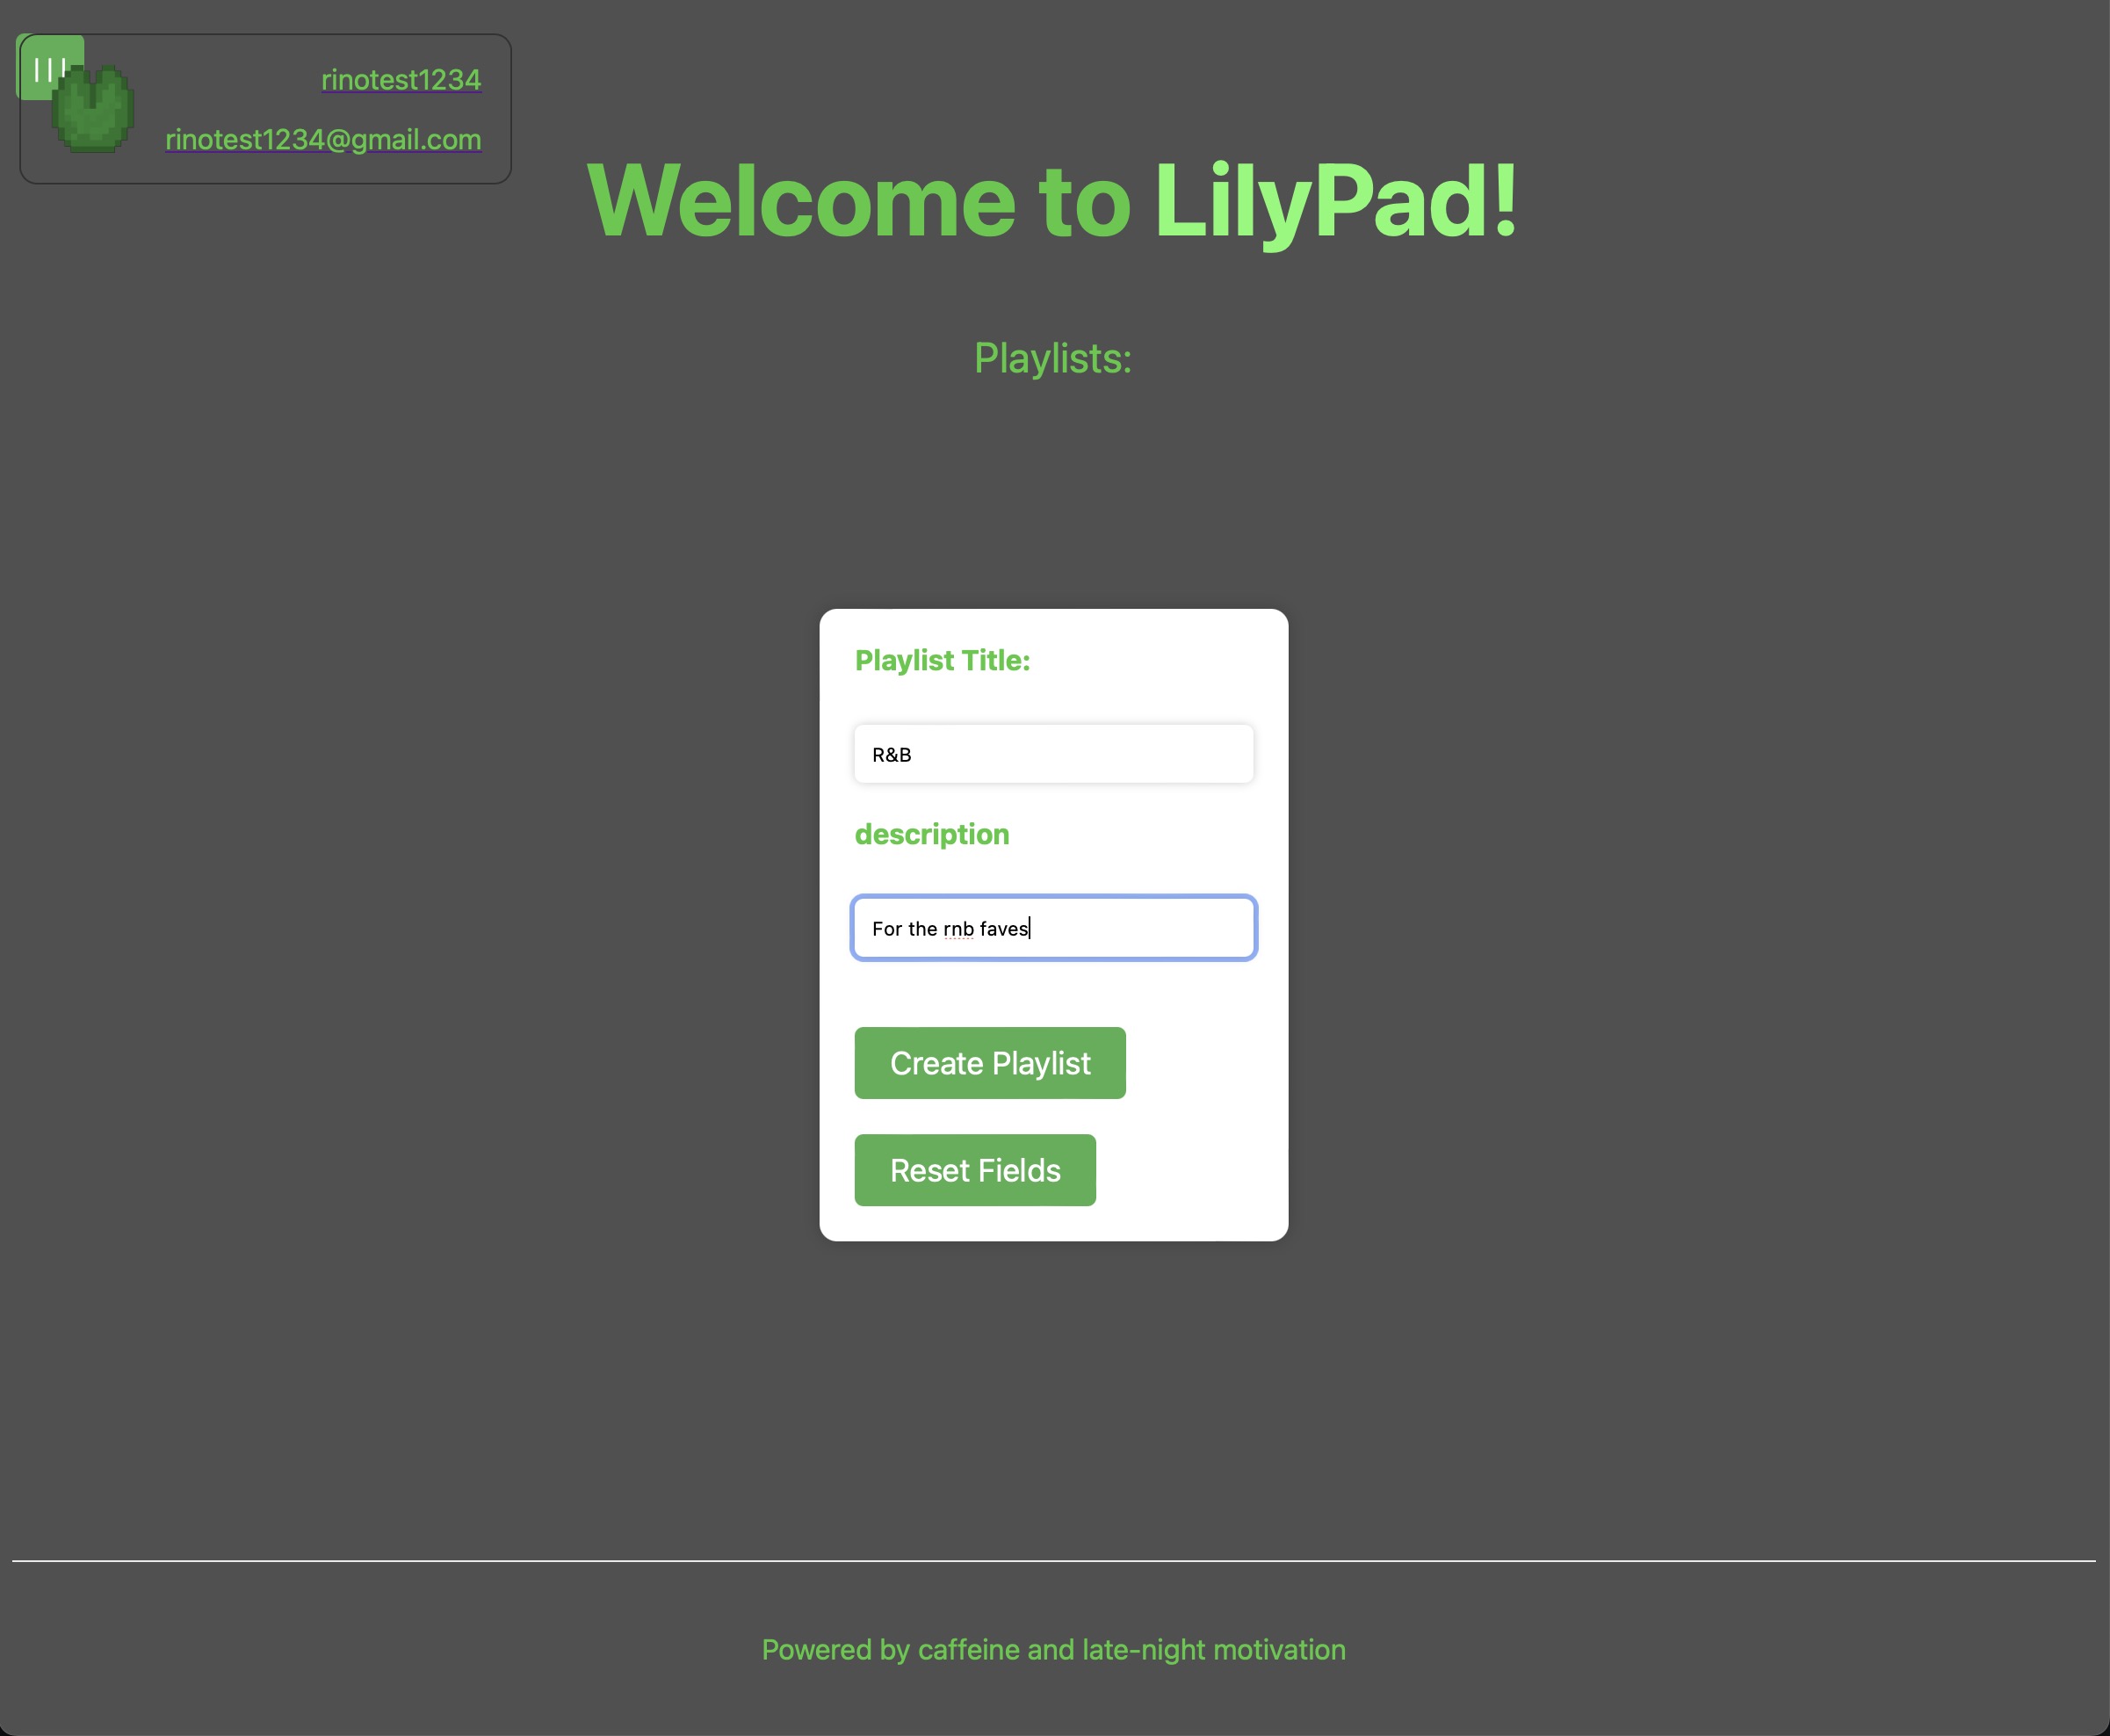 rinotest1234
rinotest1234@gmail.com
Welcome to LilyPad!
Playlists:
Playlist Title:
R&B
description
For the rnb faves
Create Playlist
Reset Fields
Powered by caffeine and late-night motivation